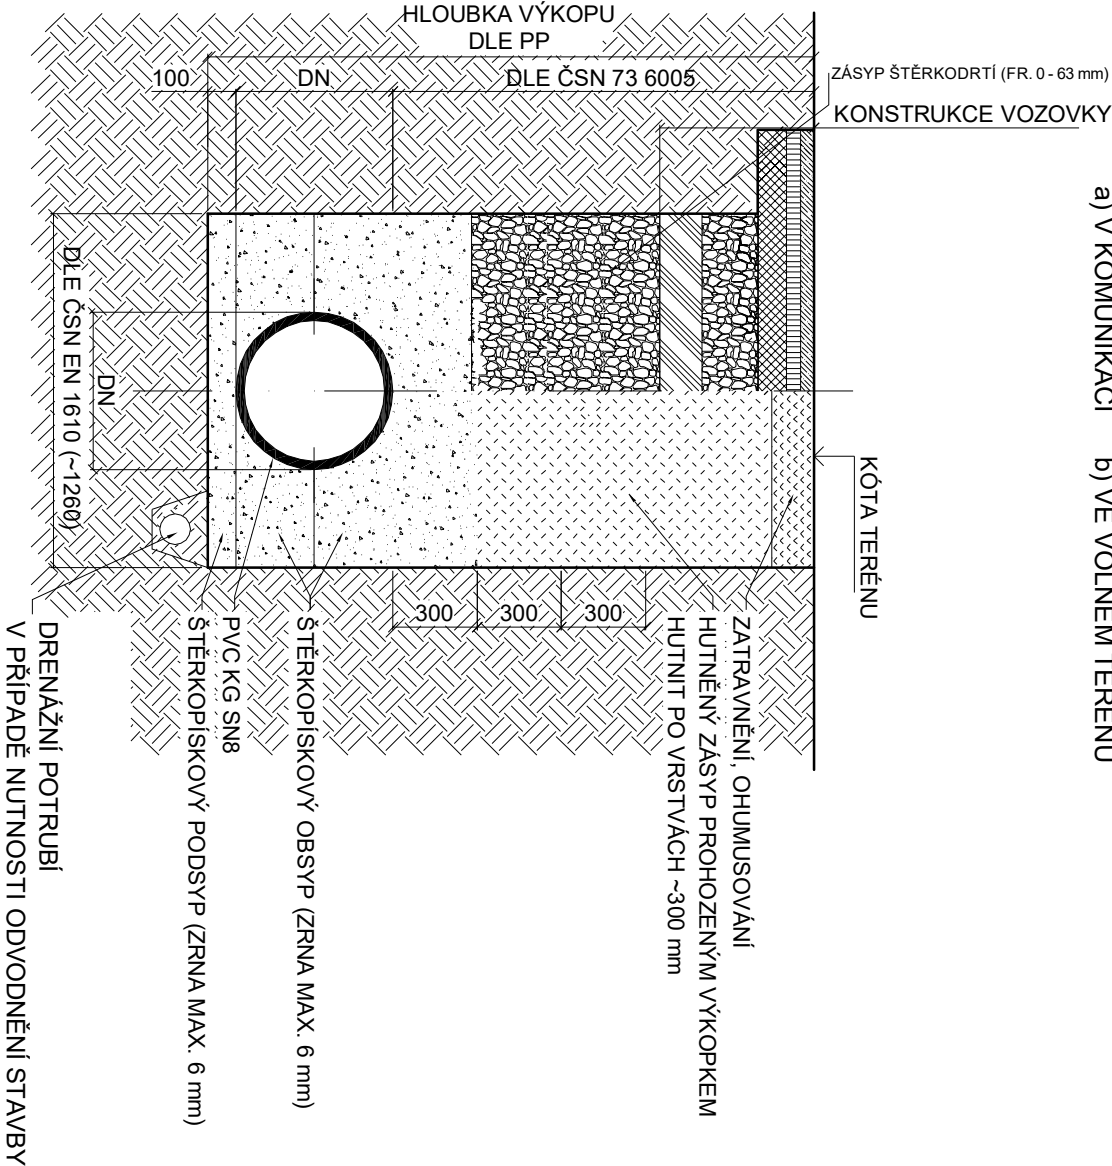 a) V KOMUNIKACI
b) VE VOLNÉM TERÉNU
HLOUBKA VÝKOPU
DLE PP
100
DN
DLE ČSN 73 6005
ZÁSYP ŠTĚRKODRTÍ (FR. 0 - 63 mm)
KONSTRUKCE VOZOVKY
KÓTA TERÉNU
DN
DLE ČSN EN 1610 (~1260)
300
300
300
ZATRAVNĚNÍ, OHUMUSOVÁNÍ
HUTNĚNÝ ZÁSYP PROHOZENÝM VÝKOPKEM
HUTNIT PO VRSTVÁCH ~300 mm
ŠTĚRKOPÍSKOVÝ OBSYP (ZRNA MAX. 6 mm)
PVC KG SN8
ŠTĚRKOPÍSKOVÝ PODSYP (ZRNA MAX. 6 mm)
DRENÁŽNÍ POTRUBÍ
V PŘÍPADĚ NUTNOSTI ODVODNĚNÍ STAVBY